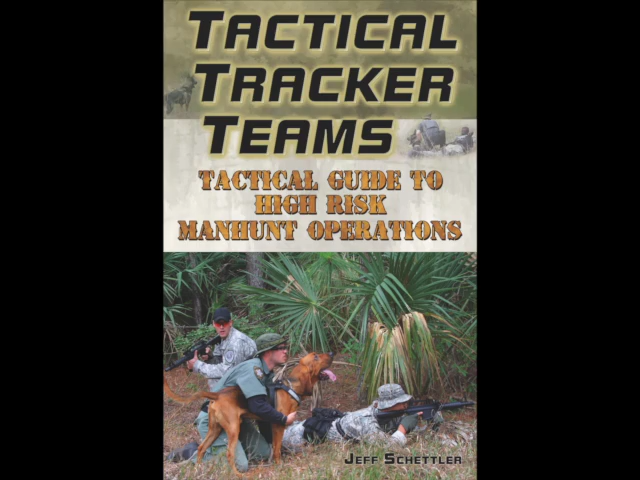 TACTICAL
TRACKER
TEAMS
TACTICAL GUIDE TO
HIGH RISK
MANHUNT OPERATIONS
JEFF SCHETTLER